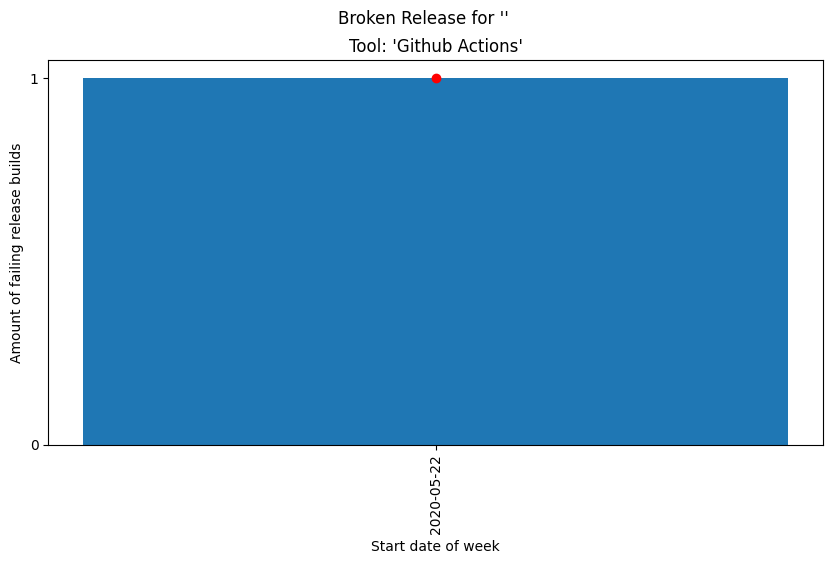 Broken Release for ''
Tool: 'Github Actions'
Amount of failing release builds
1
0
2020-05-22
Start date of week